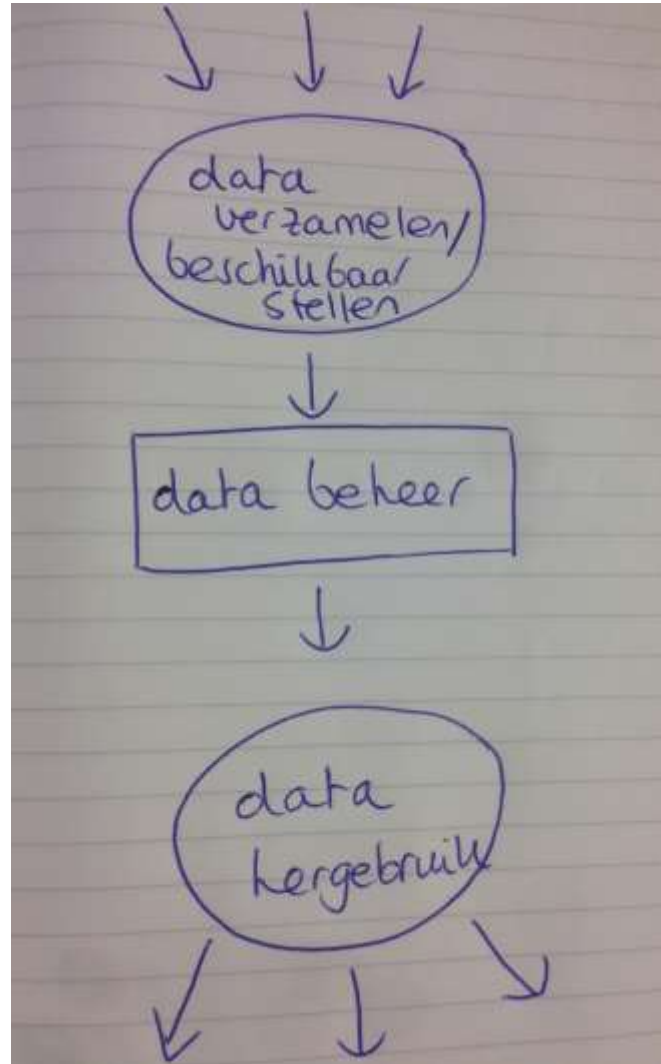 data
verzamelen/
beschikbaar
stellen
data beheer
data
hergebruik